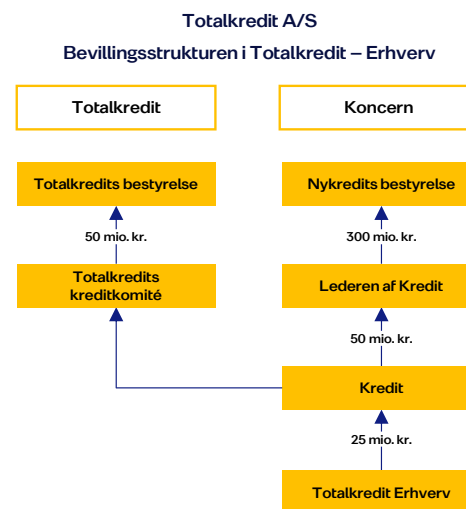 Totalkredit A/S
Bevillingsstrukturen i Totalkredit – Erhverv
Totalkredit
Koncern
Totalkredits bestyrelse
Nykredits bestyrelse
50 mio. kr.
300 mio. kr.
Totalkredits
kreditkomité
Lederen af Kredit
50 mio. kr.
Kredit
25 mio. kr.
Totalkredit Erhverv